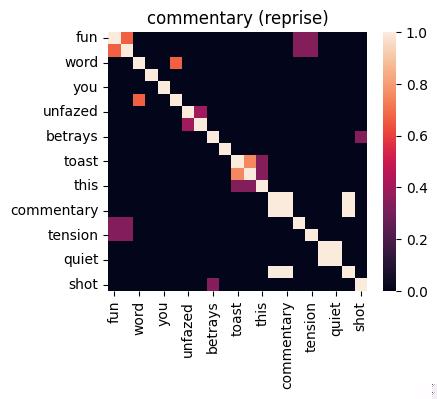 commentary (reprise)
fun
word
you
unfazed
betrays
toast
this
commentary
tension
quiet
shot
1.0
0.8
0.6
0.4
0.2
0.0
fun
word
you
unfazed
betrays
toast
this
commentary
tension
quiet
shot